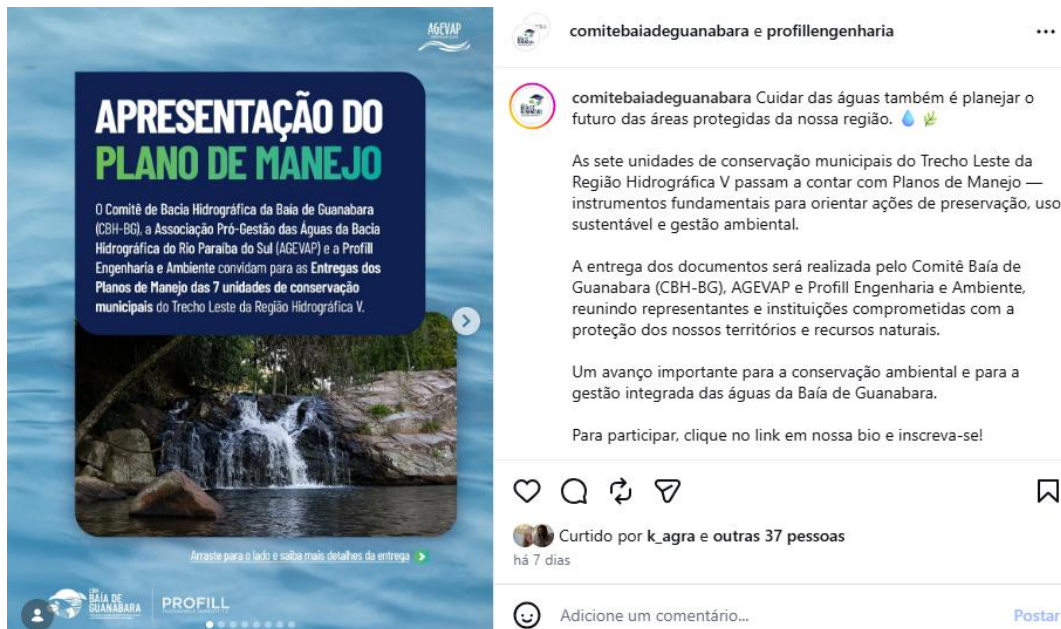 AGEVAP
APRESENTAÇÃO DO
PLANO DE MANEJO
O Comitê de Bacia Hidrográfica da Baía de Guanabara
(CBH-BG), a Associação Pró-Gestão das Águas da Bacia
Hidrográfica do Rio Paraíba do Sul (AGEVAP) e a Profill
Engenharia e Ambiente convidam para as Entregas dos
Planos de Manejo das 7 unidades de conservação
municipais do Trecho Leste da Região Hidrográfica V.
Arraste para o lado e saiba mais detalhes da entrega
BAÍA DE
GUANABARA
PROFILL
comitebaiadeguanabara e profillengenharia
comitebaiadeguanabara Cuidar das águas também é planejar o
futuro das áreas protegidas da nossa região. 💧 🌿
As sete unidades de conservação municipais do Trecho Leste da
Região Hidrográfica V passam a contar com Planos de Manejo —
instrumentos fundamentais para orientar ações de preservação, uso
sustentável e gestão ambiental.
A entrega dos documentos será realizada pelo Comitê Baía de
Guanabara (CBH-BG), AGEVAP e Profill Engenharia e Ambiente,
reunindo representantes e instituições comprometidas com a
proteção dos nossos territórios e recursos naturais.
Um avanço importante para a conservação ambiental e para a
gestão integrada das águas da Baía de Guanabara.
Para participar, clique no link em nossa bio e inscreva-se!
Curtido por k_agra e outras 37 pessoas
há 7 dias
Adicione um comentário...
Postar